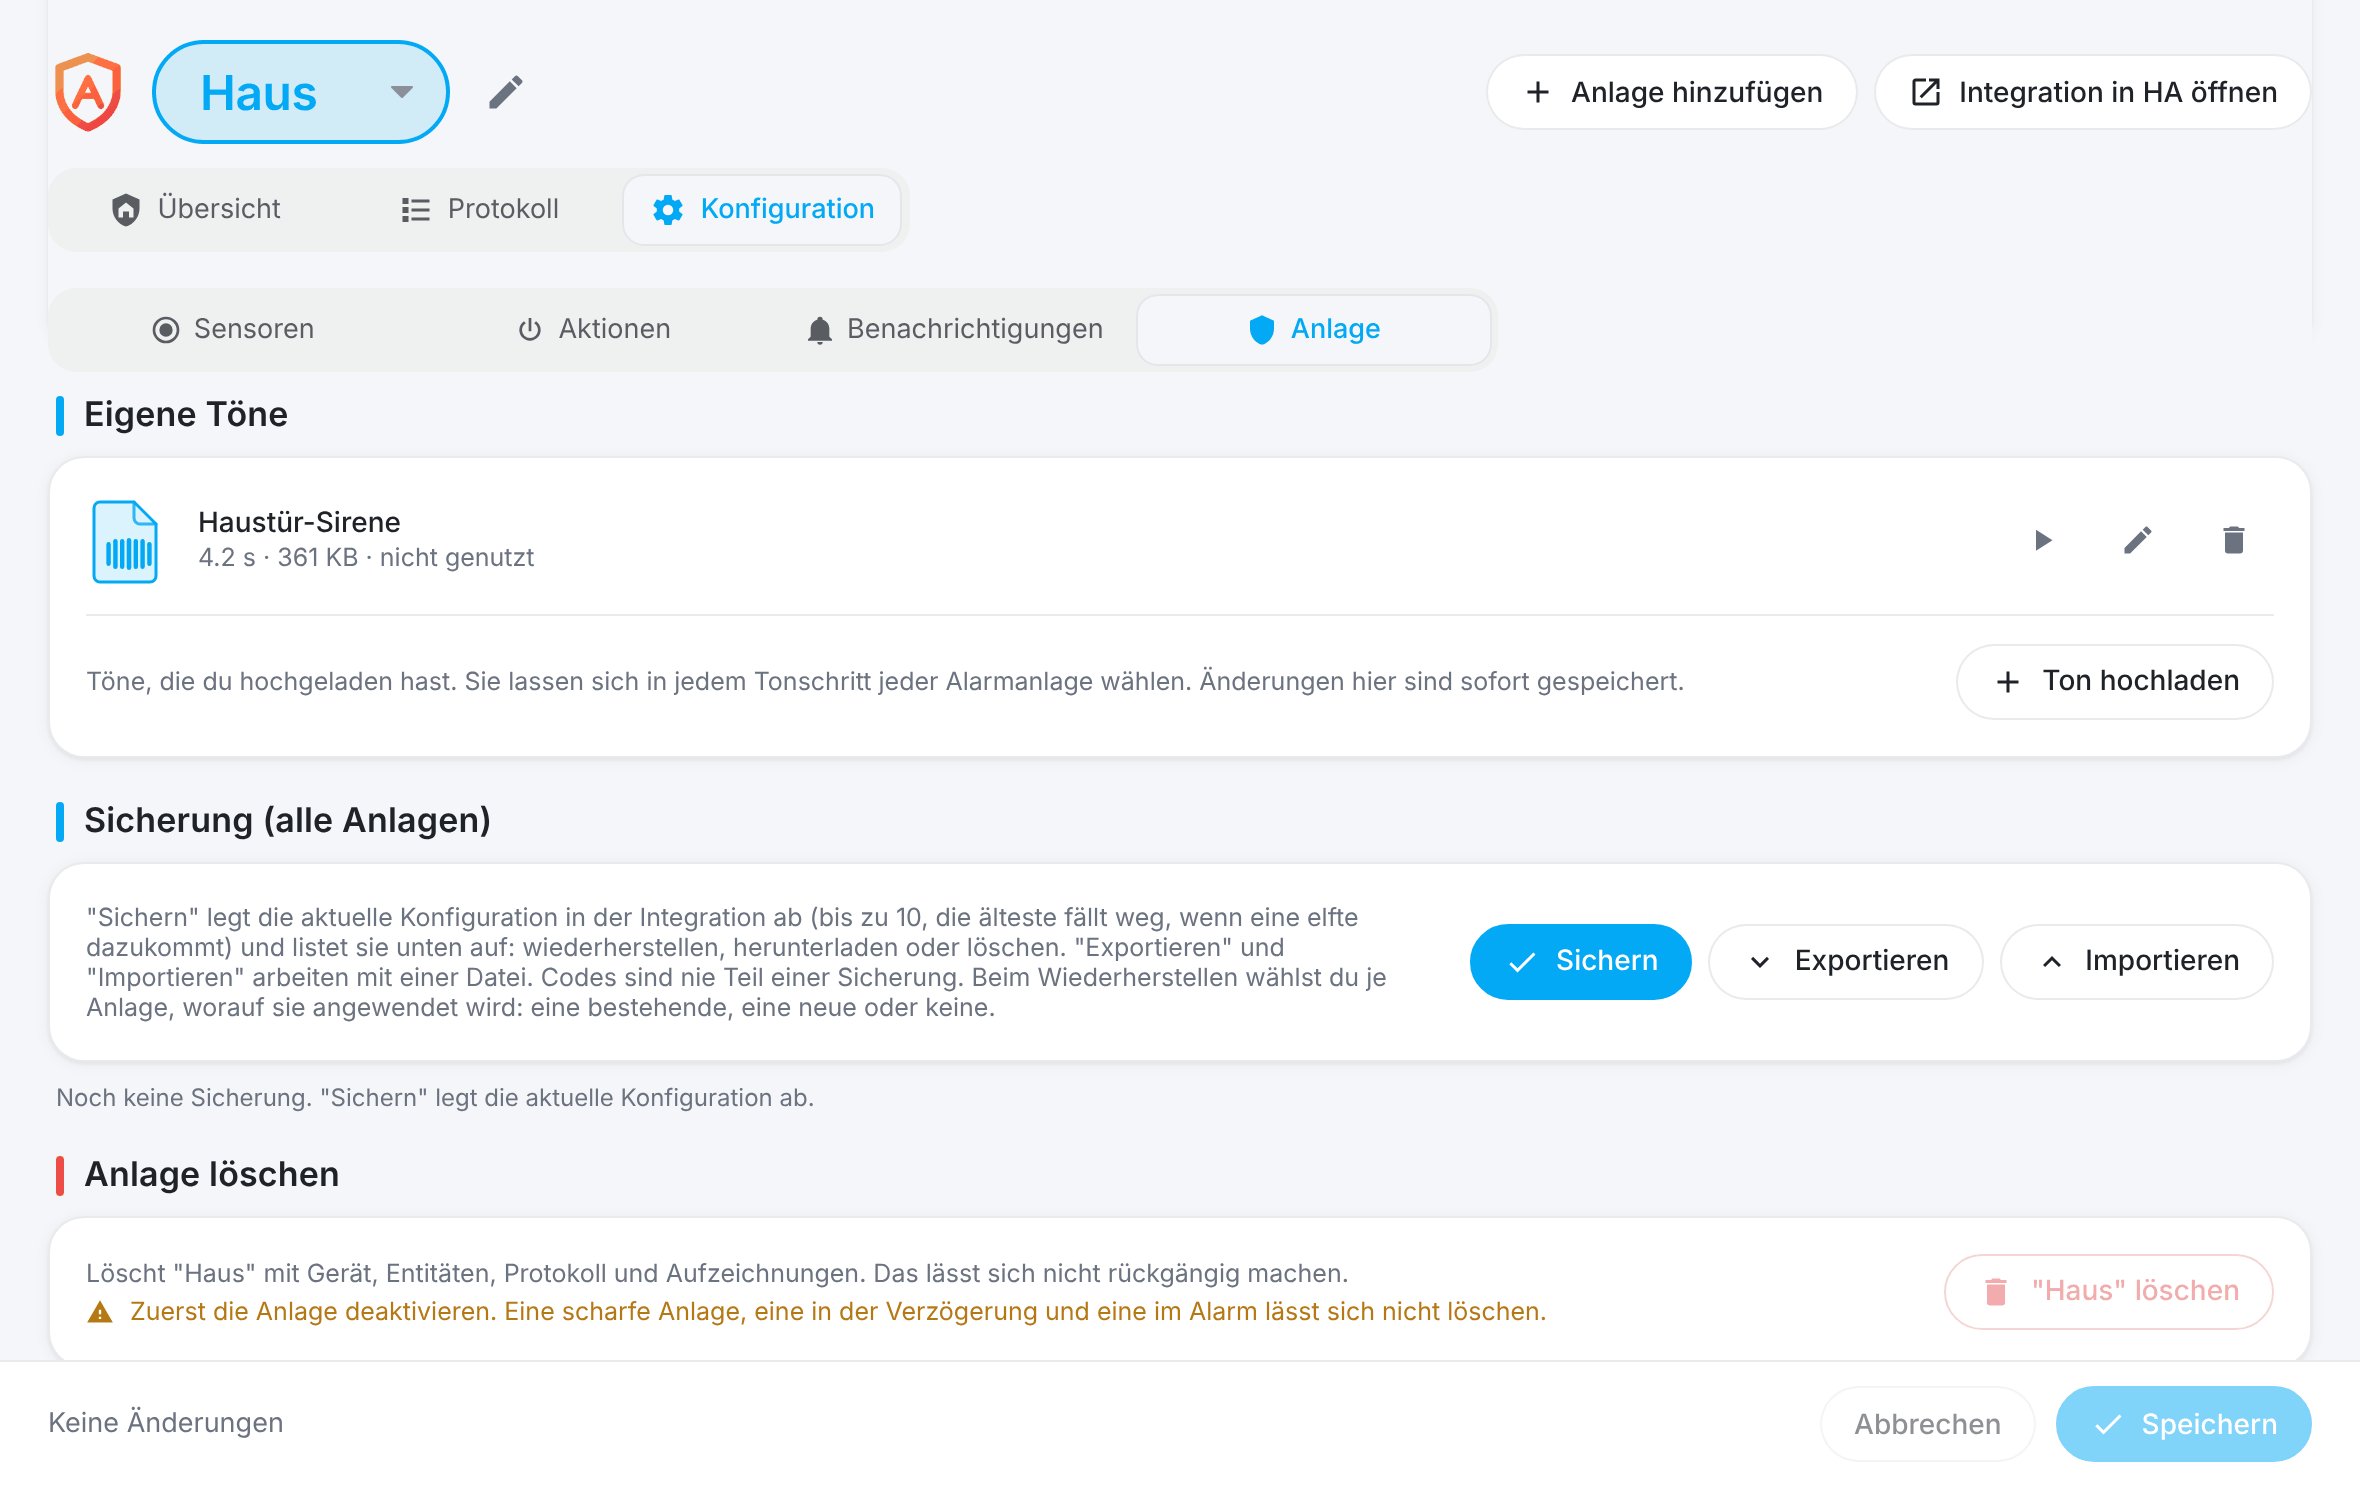 Haus
Anlage hinzufügen
Integration in HA öffnen
Übersicht
Protokoll
Konfiguration
Sensoren
Aktionen
Benachrichtigungen
Anlage
Eigene Töne
Haustür-Sirene
4.2 s · 361 KB · nicht genutzt
Töne, die du hochgeladen hast. Sie lassen sich in jedem Tonschritt jeder Alarmanlage wählen. Änderungen hier sind sofort gespeichert.
Ton hochladen
Sicherung (alle Anlagen)
"Sichern" legt die aktuelle Konfiguration in der Integration ab (bis zu 10, die älteste fällt weg, wenn eine elfte
dazukommt) und listet sie unten auf: wiederherstellen, herunterladen oder löschen. "Exportieren" und
"Importieren" arbeiten mit einer Datei. Codes sind nie Teil einer Sicherung. Beim Wiederherstellen wählst du je
Anlage, worauf sie angewendet wird: eine bestehende, eine neue oder keine.
Sichern
Exportieren
Importieren
Noch keine Sicherung. "Sichern" legt die aktuelle Konfiguration ab.
Anlage löschen
Löscht "Haus" mit Gerät, Entitäten, Protokoll und Aufzeichnungen. Das lässt sich nicht rückgängig machen.
Zuerst die Anlage deaktivieren. Eine scharfe Anlage, eine in der Verzögerung und eine im Alarm lässt sich nicht löschen.
"Haus" löschen
Keine Änderungen
Abbrechen
Speichern